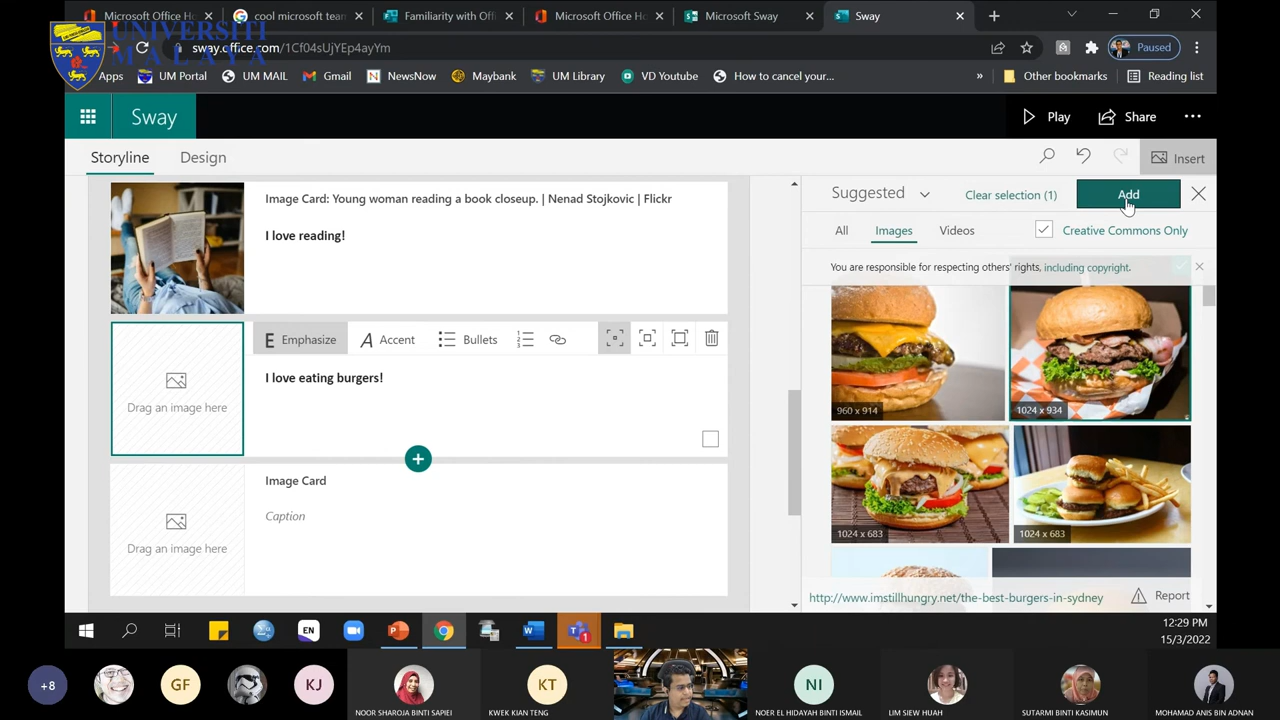 Microsoft Office Ho
cool microsoft tean
Familiarity with Off
Microsoft Office Ho
Microsoft Sway
Sway
UNIVERSITI
MALAYA
sway.office.com/1Cf04sUjYEp4ayYm
Paused
Apps
UM Portal
UM MAIL
Gmail
NewsNow
Maybank
UM Library
VD Youtube
How to cancel your...
»
Other bookmarks
Reading list
Sway
Play
Share
Storyline
Design
Insert
Suggested
Clear selection (1)
Add
All
Images
Videos
Creative Commons Only
You are responsible for respecting others' rights, including copyright.
Image Card: Young woman reading a book closeup. | Nenad Stojkovic | Flickr
I love reading!
E Emphasize
A Accent
Bullets
Drag an image here
I love eating burgers!
960 x 914
1024 x 934
1024 x 683
1024 x 683
Image Card
Caption
Drag an image here
http://www.imstillhungry.net/the-best-burgers-in-sydney
Report
EN
1
12:29 PM
15/3/2022
+8
GF
KJ
KT
NI
NOOR SHAROJA BINTI SAPIEI
KWEK KIAN TENG
NOER EL HIDAYAH BINTI ISMAIL
LIM SIEW HUAH
SUTARMI BINTI KASIMUN
MOHAMAD ANIS BIN ADNAN